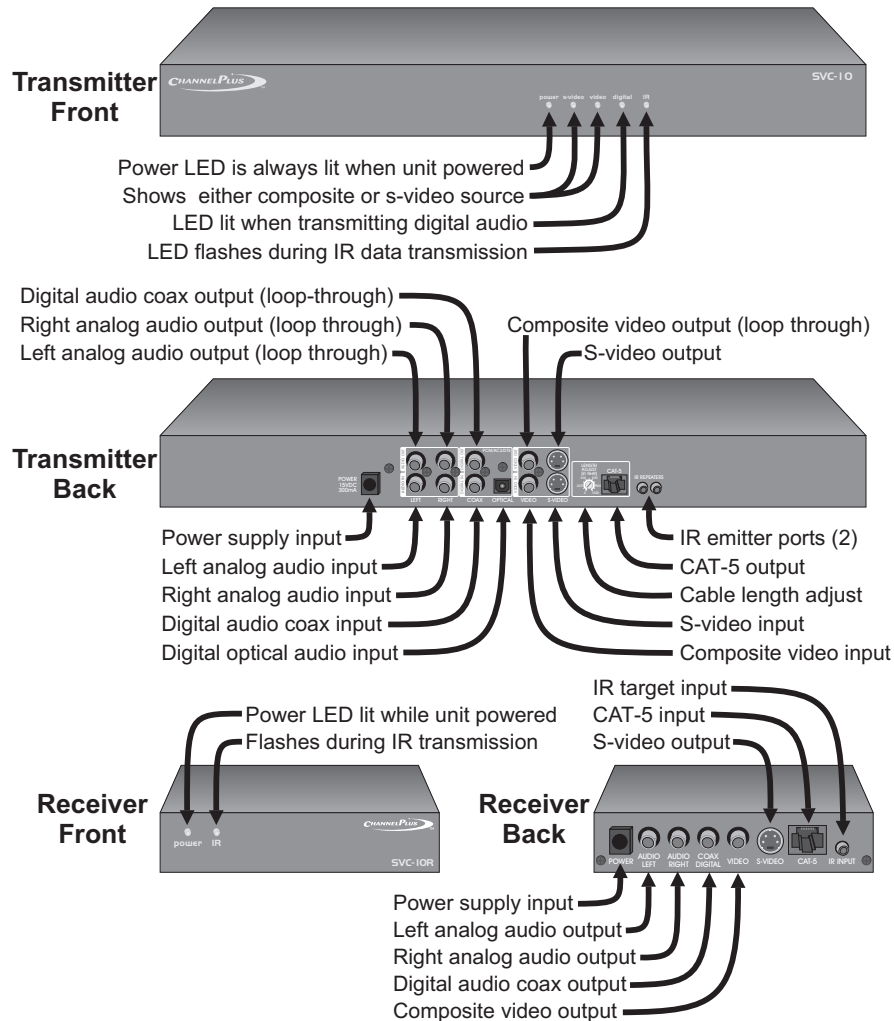 Transmitter
Front
CHANNELPLUS
SVC-10
power s-video video digital IR
Power LED is always lit when unit powered
Shows either composite or s-video source
LED lit when transmitting digital audio
LED flashes during IR data transmission
Digital audio coax output (loop-through)
Right analog audio output (loop through)
Left analog audio output (loop through)
Composite video output (loop through)
S-video output
Transmitter
Back
POWER
15VDC
300mA
LEFT RIGHT COAX OPTICAL VIDEO S-VIDEO
LENGTH
ADJUST
CAT-5
IR REPEATERS
Power supply input
Left analog audio input
Right analog audio input
Digital audio coax input
Digital optical audio input
IR emitter ports (2)
CAT-5 output
Cable length adjust
S-video input
Composite video input
Power LED lit while unit powered
Flashes during IR transmission
Receiver
Front
power IR
CHANNELPLUS
SVC-10R
IR target input
CAT-5 input
S-video output
Receiver
Back
POWER
AUDIO
LEFT
AUDIO
RIGHT
COAX
DIGITAL
VIDEO
S-VIDEO
CAT-5
IR INPUT
Power supply input
Left analog audio output
Right analog audio output
Digital audio coax output
Composite video output